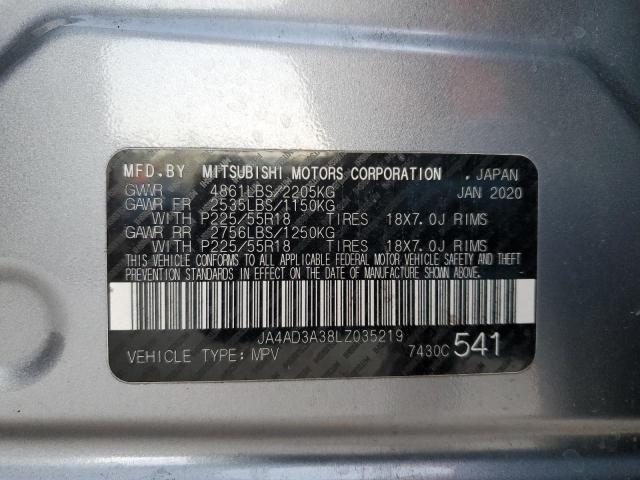 MFD.BY MITSUBISHI MOTORS CORPORATION . JAPAN
GVWR 4861LBS/2205KG JAN 2020
GAWR FR 2535LBS/1150KG
WITH P225/55R18 TIRES 18X7.0J RIMS
GAWR RR 2756LBS/1250KG
WITH P225/55R18 TIRES 18X7.0J RIMS
THIS VEHICLE CONFORMS TO ALL APPLICABLE FEDERAL MOTOR VEHICLE SAFETY AND THEFT
PREVENTION STANDARDS IN EFFECT ON THE DATE OF MANUFACTURE SHOWN ABOVE.
JA4AD3A38LZ035219
VEHICLE TYPE: MPV 7430C 541